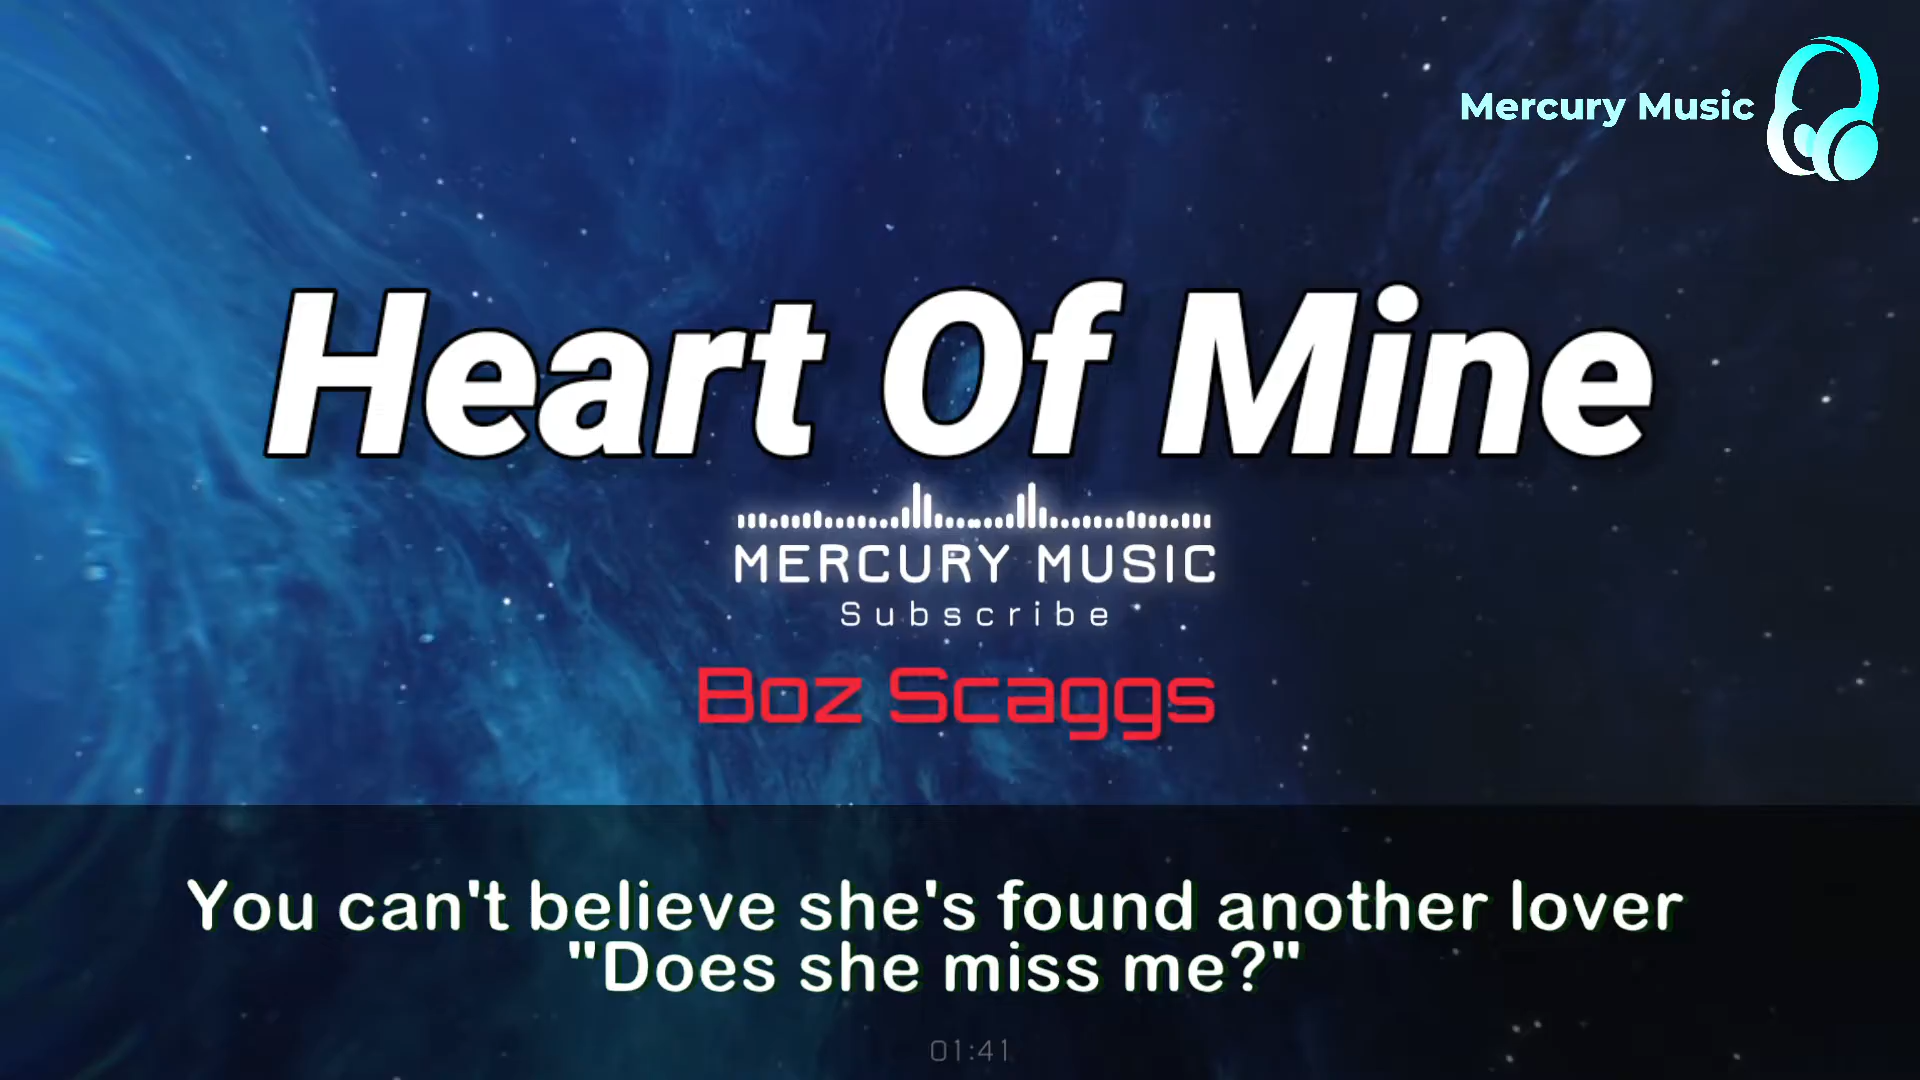 Mercury Music
Heart Of Mine
MERCURY MUSIC
Subscribe
Boz Scaggs
You can't believe she's found another lover
"Does she miss me?"
01:41